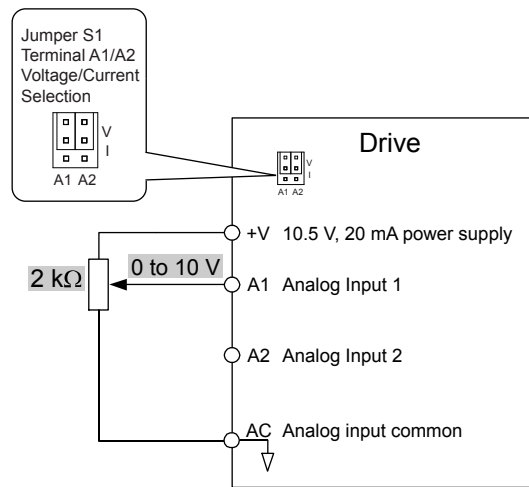 Jumper S1
Terminal A1/A2
Voltage/Current
Selection
V
I
A1 A2
Drive
V
I
A1 A2
+V 10.5 V, 20 mA power supply
2 kΩ
0 to 10 V
A1 Analog Input 1
A2 Analog Input 2
AC Analog input common